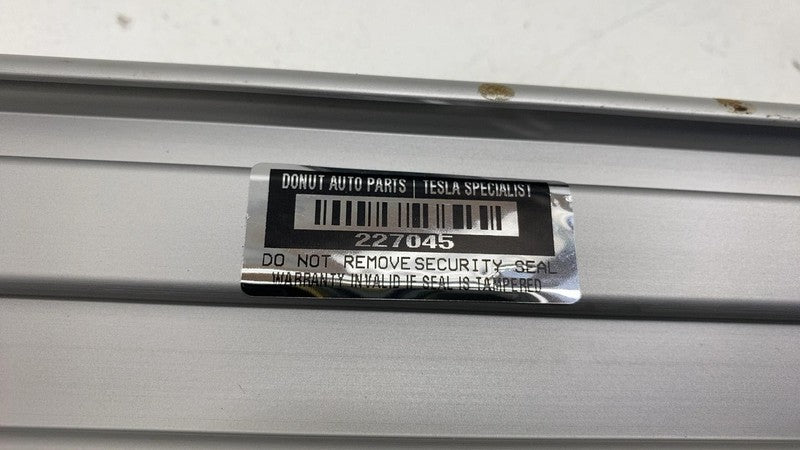 DONUT AUTO PARTS | TESLA SPECIALIST
227045
DO NOT REMOVE SECURITY SEAL
WARRANTY INVALID IF SEAL IS TAMPERED